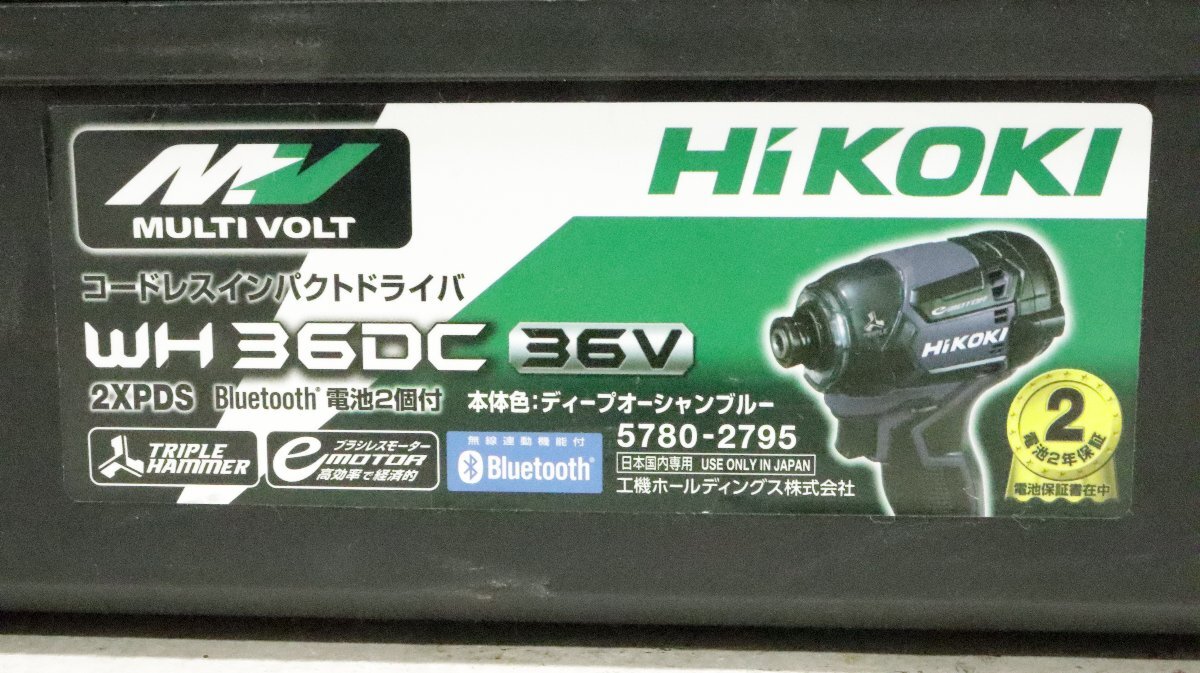 MV
MULTI VOLT
HiKOKI
コードレスインパクトドライバ
WH 36DC 36V
2XPDS Bluetooth® 電池2個付
本体色:ディープオーシャンブルー
TRIPLE
HAMMER
ブラシレスモーター
eMOTOR
高効率で経済的
無線連動機能付
Bluetooth®
5780-2795
日本国内専用 USE ONLY IN JAPAN
工機ホールディングス株式会社
eMOTOR
HiKOKI
2
電池2年保証
電池保証書在中